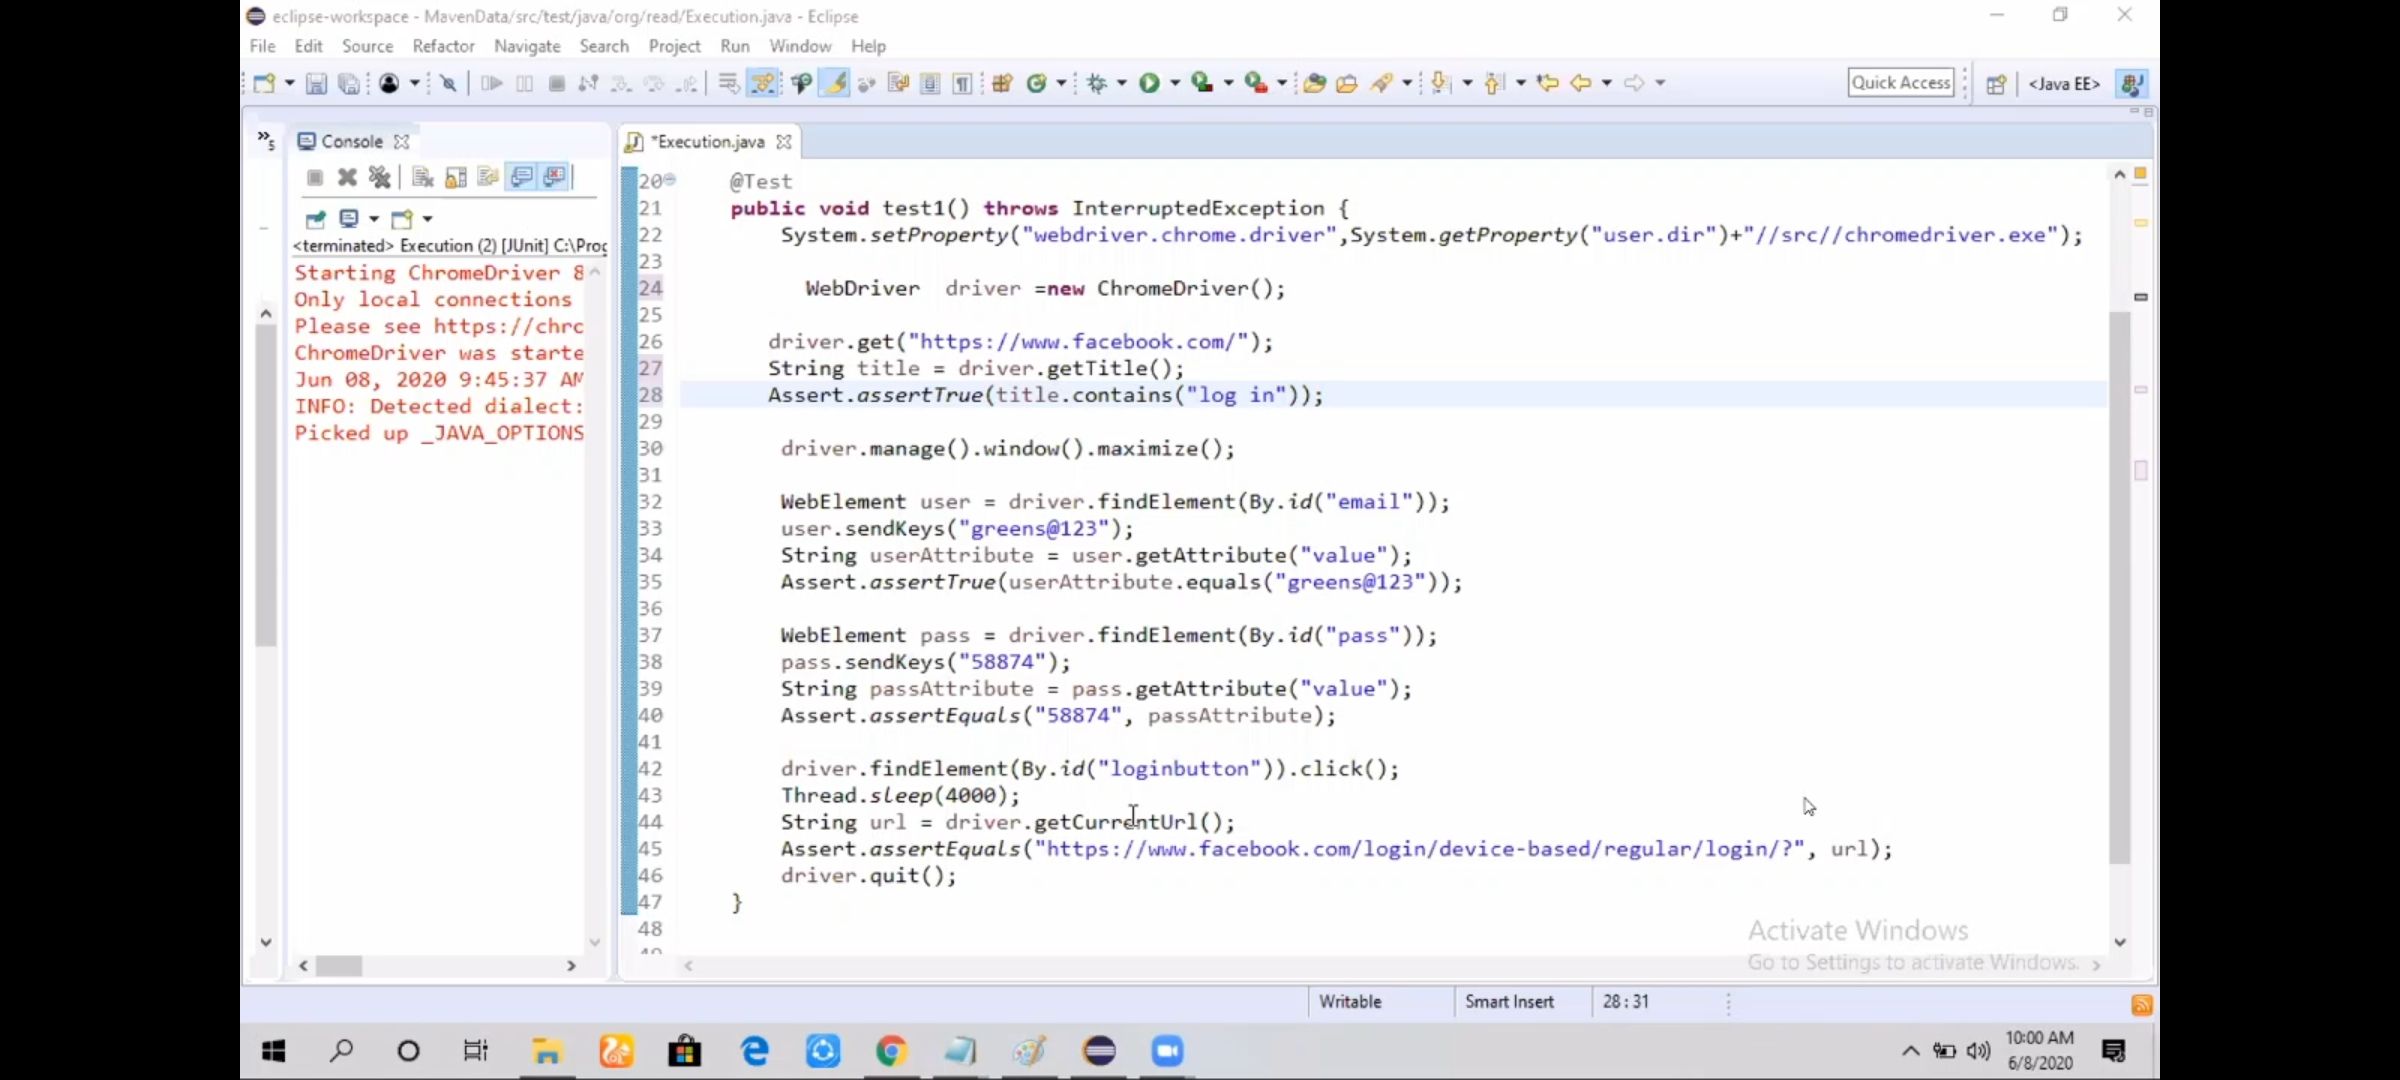 eclipse-workspace - MavenData/src/test/java/org/read/Execution.java - Eclipse
File Edit Source Refactor Navigate Search Project Run Window Help
Quick Access
<Java EE>
»5
Console
*Execution.java
<terminated> Execution (2) [JUnit] C:\Prog
Starting ChromeDriver 8
Only local connections
Please see https://chrc
ChromeDriver was starte
Jun 08, 2020 9:45:37 AM
INFO: Detected dialect:
Picked up _JAVA_OPTIONS
20 @Test
21 public void test1() throws InterruptedException {
22 System.setProperty("webdriver.chrome.driver",System.getProperty("user.dir")+"//src//chromedriver.exe");
23
24 WebDriver driver =new ChromeDriver();
25
26 driver.get("https://www.facebook.com/");
27 String title = driver.getTitle();
28 Assert.assertTrue(title.contains("log in"));
29
30 driver.manage().window().maximize();
31
32 WebElement user = driver.findElement(By.id("email"));
33 user.sendKeys("greens@123");
34 String userAttribute = user.getAttribute("value");
35 Assert.assertTrue(userAttribute.equals("greens@123"));
36
37 WebElement pass = driver.findElement(By.id("pass"));
38 pass.sendKeys("58874");
39 String passAttribute = pass.getAttribute("value");
40 Assert.assertEquals("58874", passAttribute);
41
42 driver.findElement(By.id("loginbutton")).click();
43 Thread.sleep(4000);
44 String url = driver.getCurrentUrl();
45 Assert.assertEquals("https://www.facebook.com/login/device-based/regular/login/?", url);
46 driver.quit();
47 }
48
Activate Windows
Go to Settings to activate Windows.
Writable Smart Insert 28:31
10:00 AM
6/8/2020